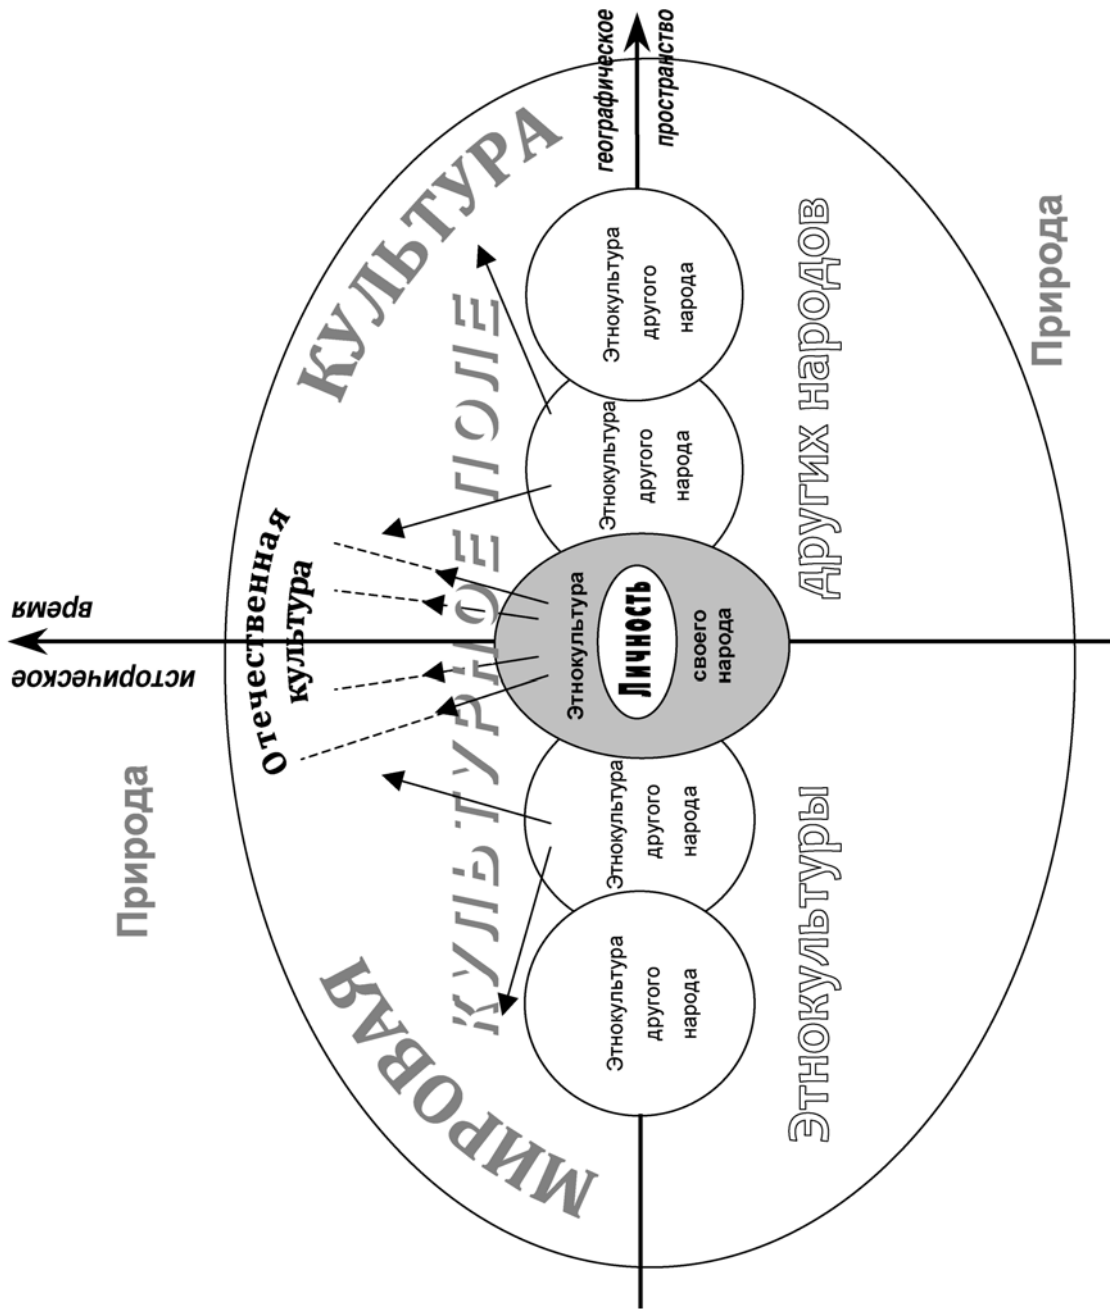 историческое
время
Природа
МИРОВАЯ
КУЛЬТУРА
Отечественная
культура
КУЛЬТУРНОЕ ПОЛЕ
Этнокультура
другого
народа
Этнокультура
другого
народа
Этнокультура
Личность
своего
народа
Этнокультура
другого
народа
Этнокультура
другого
народа
географическое
пространство
Этнокультуры
других народов
Природа